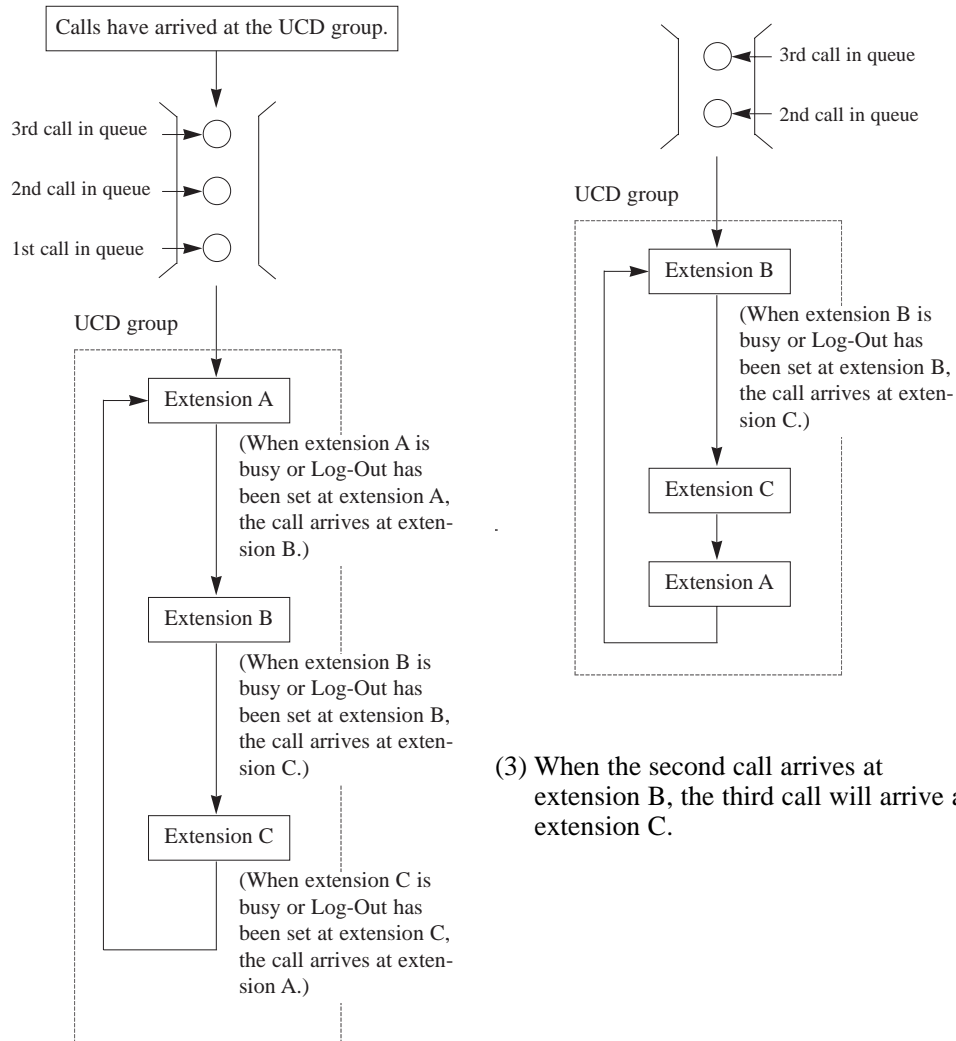 Calls have arrived at the UCD group.
3rd call in queue
2nd call in queue
1st call in queue
UCD group
Extension A
(When extension A is
busy or Log-Out has
been set at extension A,
the call arrives at exten-
sion B.)
Extension B
(When extension B is
busy or Log-Out has
been set at extension B,
the call arrives at exten-
sion C.)
Extension C
(When extension C is
busy or Log-Out has
been set at extension C,
the call arrives at exten-
sion A.)
3rd call in queue
2nd call in queue
UCD group
Extension B
(When extension B is
busy or Log-Out has
been set at extension B,
the call arrives at exten-
sion C.)
Extension C
Extension A
(3) When the second call arrives at
extension B, the third call will arrive a
extension C.